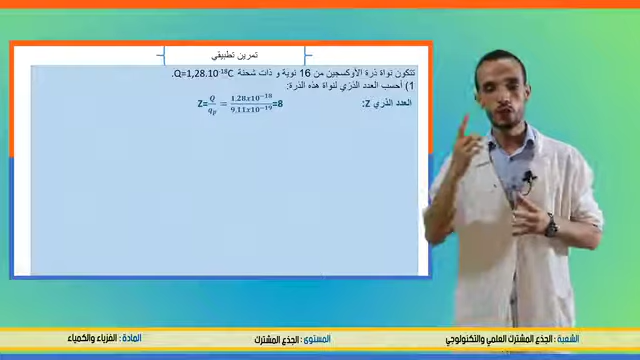 تمرين تطبيقي
تتكون نواة ذرة الأوكسجين من 16 نوية و ذات شحنة Q=1,28.10⁻¹⁸C.
1) أحسب العدد الذري لنواة هذه الذرة:
العدد الذري Z: Z=Q/qₚ = 1,28x10⁻¹⁸/9,11x10⁻¹⁹=8
الشعبة : الجذع المشترك العلمي والتكنولوجي المستوى : الجذع المشترك المادة : الفزياء والكمياء